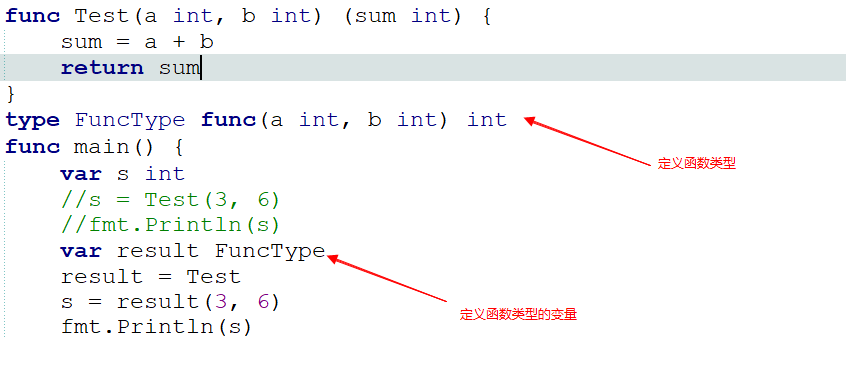 func Test(a int, b int) (sum int) {
    sum = a + b
    return sum
}
type FuncType func(a int, b int) int
定义函数类型
func main() {
    var s int
    //s = Test(3, 6)
    //fmt.Println(s)
    var result FuncType
    result = Test
    s = result(3, 6)
定义函数类型的变量
    fmt.Println(s)